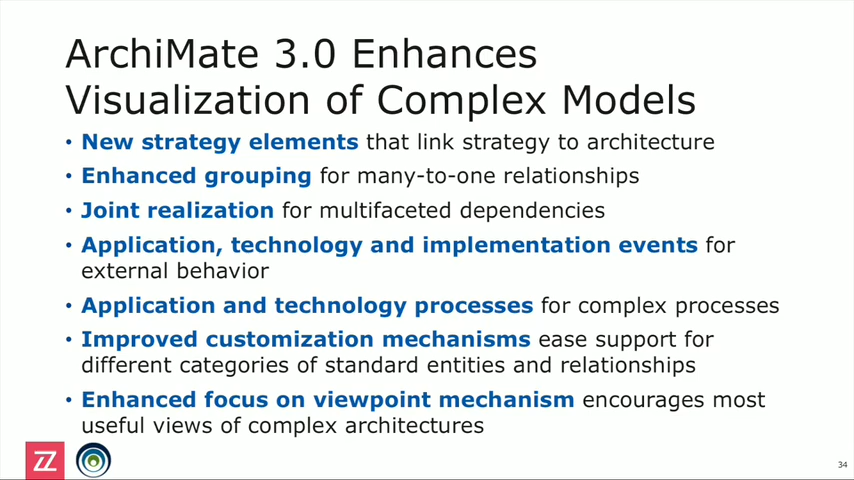 ArchiMate 3.0 Enhances
Visualization of Complex Models
• New strategy elements that link strategy to architecture
• Enhanced grouping for many-to-one relationships
• Joint realization for multifaceted dependencies
• Application, technology and implementation events for
external behavior
• Application and technology processes for complex processes
• Improved customization mechanisms ease support for
different categories of standard entities and relationships
• Enhanced focus on viewpoint mechanism encourages most
useful views of complex architectures
34